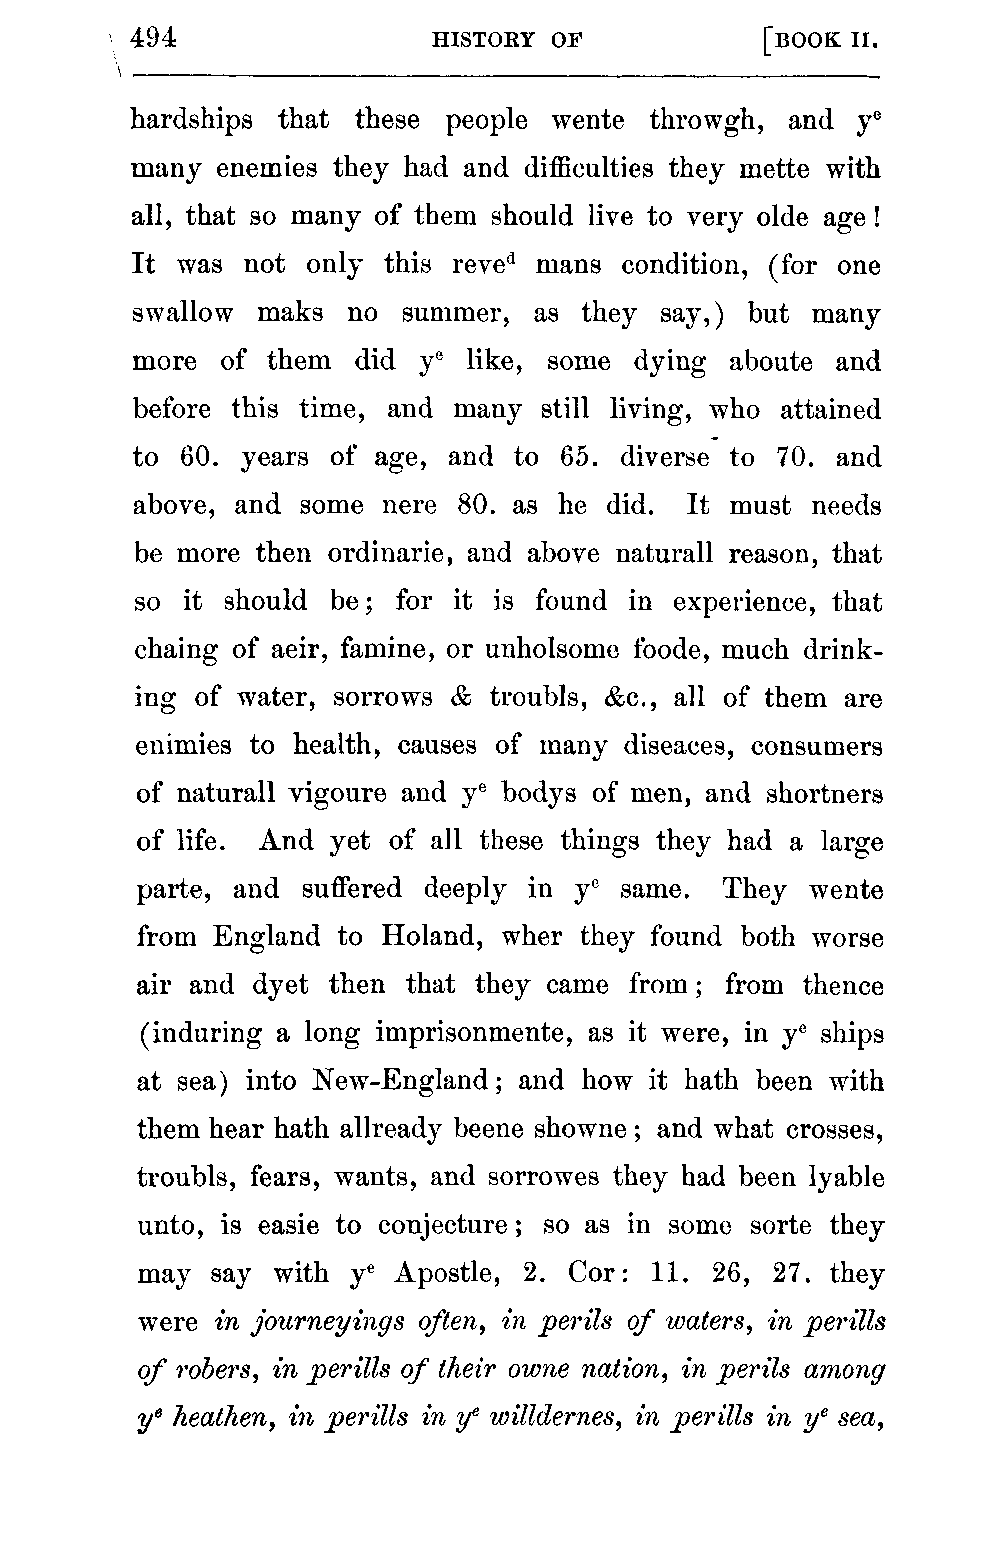 494 HISTORY OF [BOOK II.
hardships that these people wente throwgh, and yᵉ
many enemies they had and difficulties they mette with
all, that so many of them should live to very olde age!
It was not only this reveᵈ mans condition, (for one
swallow maks no summer, as they say,) but many
more of them did yᵉ like, some dying aboute and
before this time, and many still living, who attained
to 60. years of age, and to 65. diverse to 70. and
above, and some nere 80. as he did. It must needs
be more then ordinarie, and above naturall reason, that
so it should be; for it is found in experience, that
chaing of aeir, famine, or unholsome foode, much drink-
ing of water, sorrows & troubls, &c., all of them are
enimies to health, causes of many diseaces, consumers
of naturall vigoure and yᵉ bodys of men, and shortners
of life. And yet of all these things they had a large
parte, and suffered deeply in yᵉ same. They wente
from England to Holand, wher they found both worse
air and dyet then that they came from; from thence
(induring a long imprisonmente, as it were, in yᵉ ships
at sea) into New-England; and how it hath been with
them hear hath allready beene showne; and what crosses,
troubls, fears, wants, and sorrowes they had been lyable
unto, is easie to conjecture; so as in some sorte they
may say with yᵉ Apostle, 2. Cor: 11. 26, 27. they
were in journeyings often, in perils of waters, in perills
of robers, in perills of their owne nation, in perils among
yᵉ heathen, in perills in yᵉ willdernes, in perills in yᵉ sea,